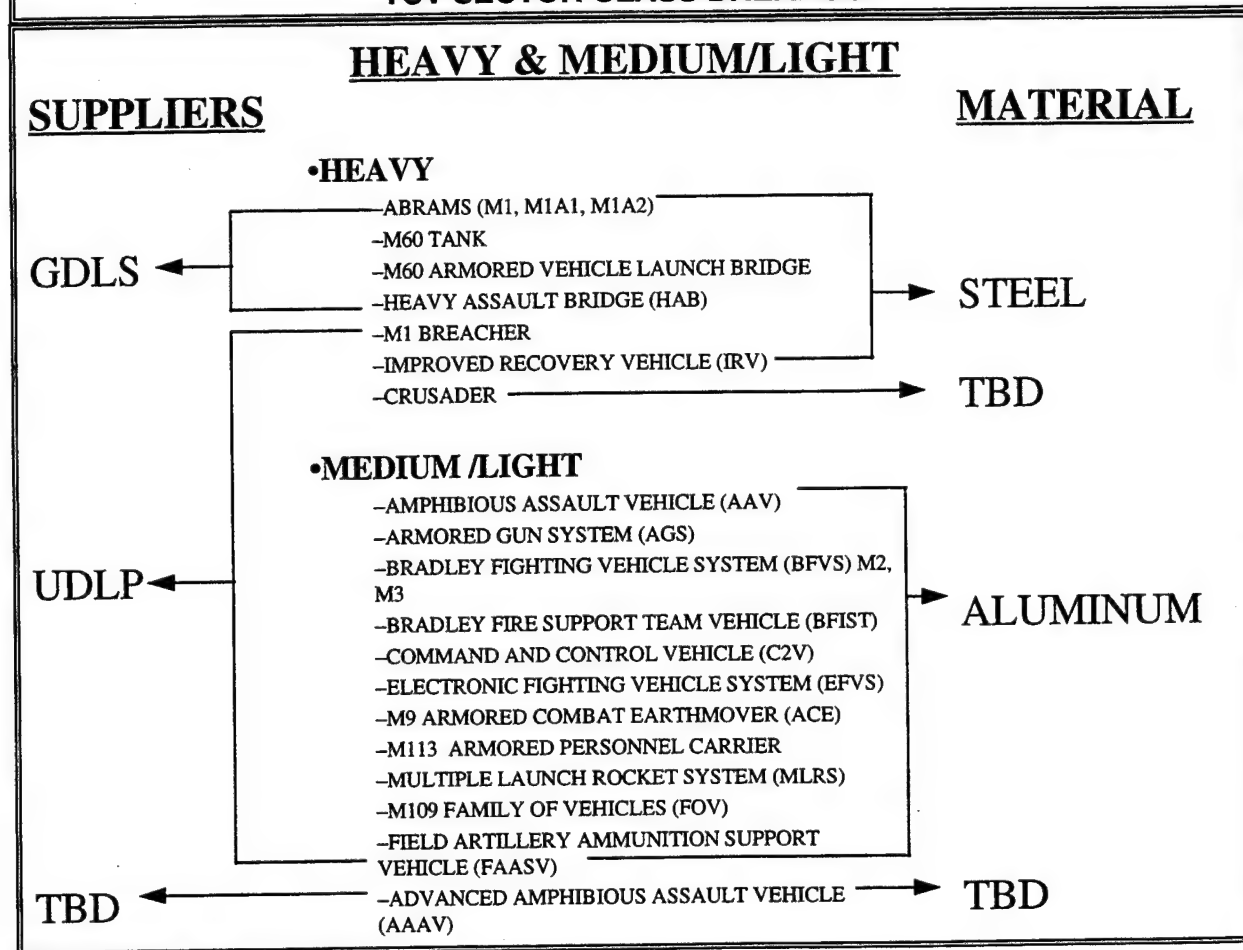 HEAVY & MEDIUM/LIGHT
SUPPLIERS
MATERIAL
•HEAVY
–ABRAMS (M1, M1A1, M1A2)
–M60 TANK
–M60 ARMORED VEHICLE LAUNCH BRIDGE
–HEAVY ASSAULT BRIDGE (HAB)
–M1 BREACHER
–IMPROVED RECOVERY VEHICLE (IRV)
–CRUSADER
GDLS
STEEL
TBD
•MEDIUM /LIGHT
–AMPHIBIOUS ASSAULT VEHICLE (AAV)
–ARMORED GUN SYSTEM (AGS)
–BRADLEY FIGHTING VEHICLE SYSTEM (BFVS) M2,
M3
–BRADLEY FIRE SUPPORT TEAM VEHICLE (BFIST)
–COMMAND AND CONTROL VEHICLE (C2V)
–ELECTRONIC FIGHTING VEHICLE SYSTEM (EFVS)
–M9 ARMORED COMBAT EARTHMOVER (ACE)
–M113 ARMORED PERSONNEL CARRIER
–MULTIPLE LAUNCH ROCKET SYSTEM (MLRS)
–M109 FAMILY OF VEHICLES (FOV)
–FIELD ARTILLERY AMMUNITION SUPPORT
VEHICLE (FAASV)
–ADVANCED AMPHIBIOUS ASSAULT VEHICLE
(AAAV)
UDLP
ALUMINUM
TBD
TBD